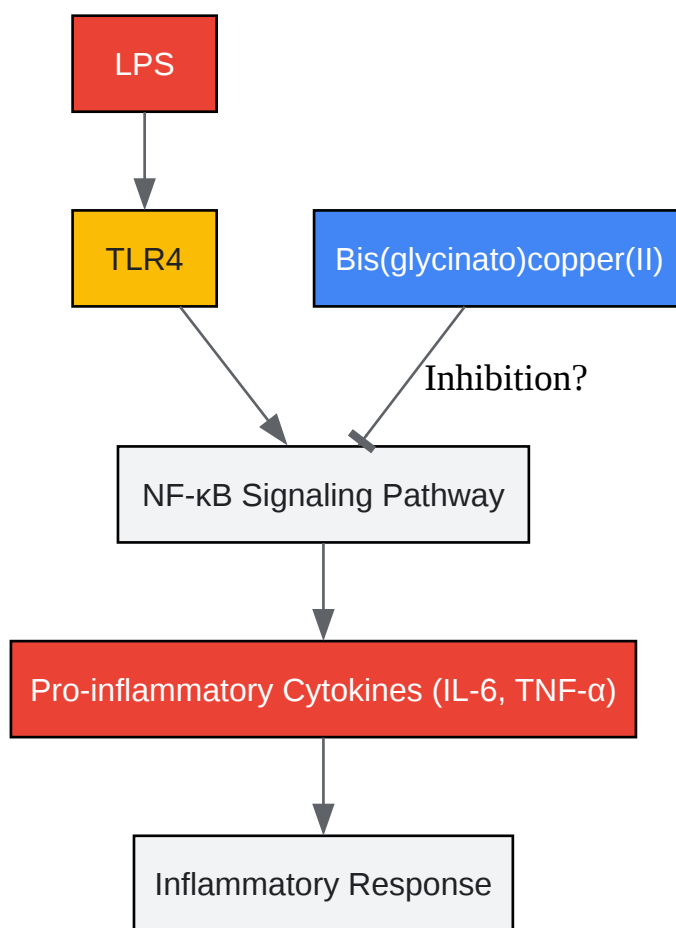 LPS
TLR4
Bis(glycinato)copper(II)
Inhibition?
NF-κB Signaling Pathway
Pro-inflammatory Cytokines (IL-6, TNF-α)
Inflammatory Response